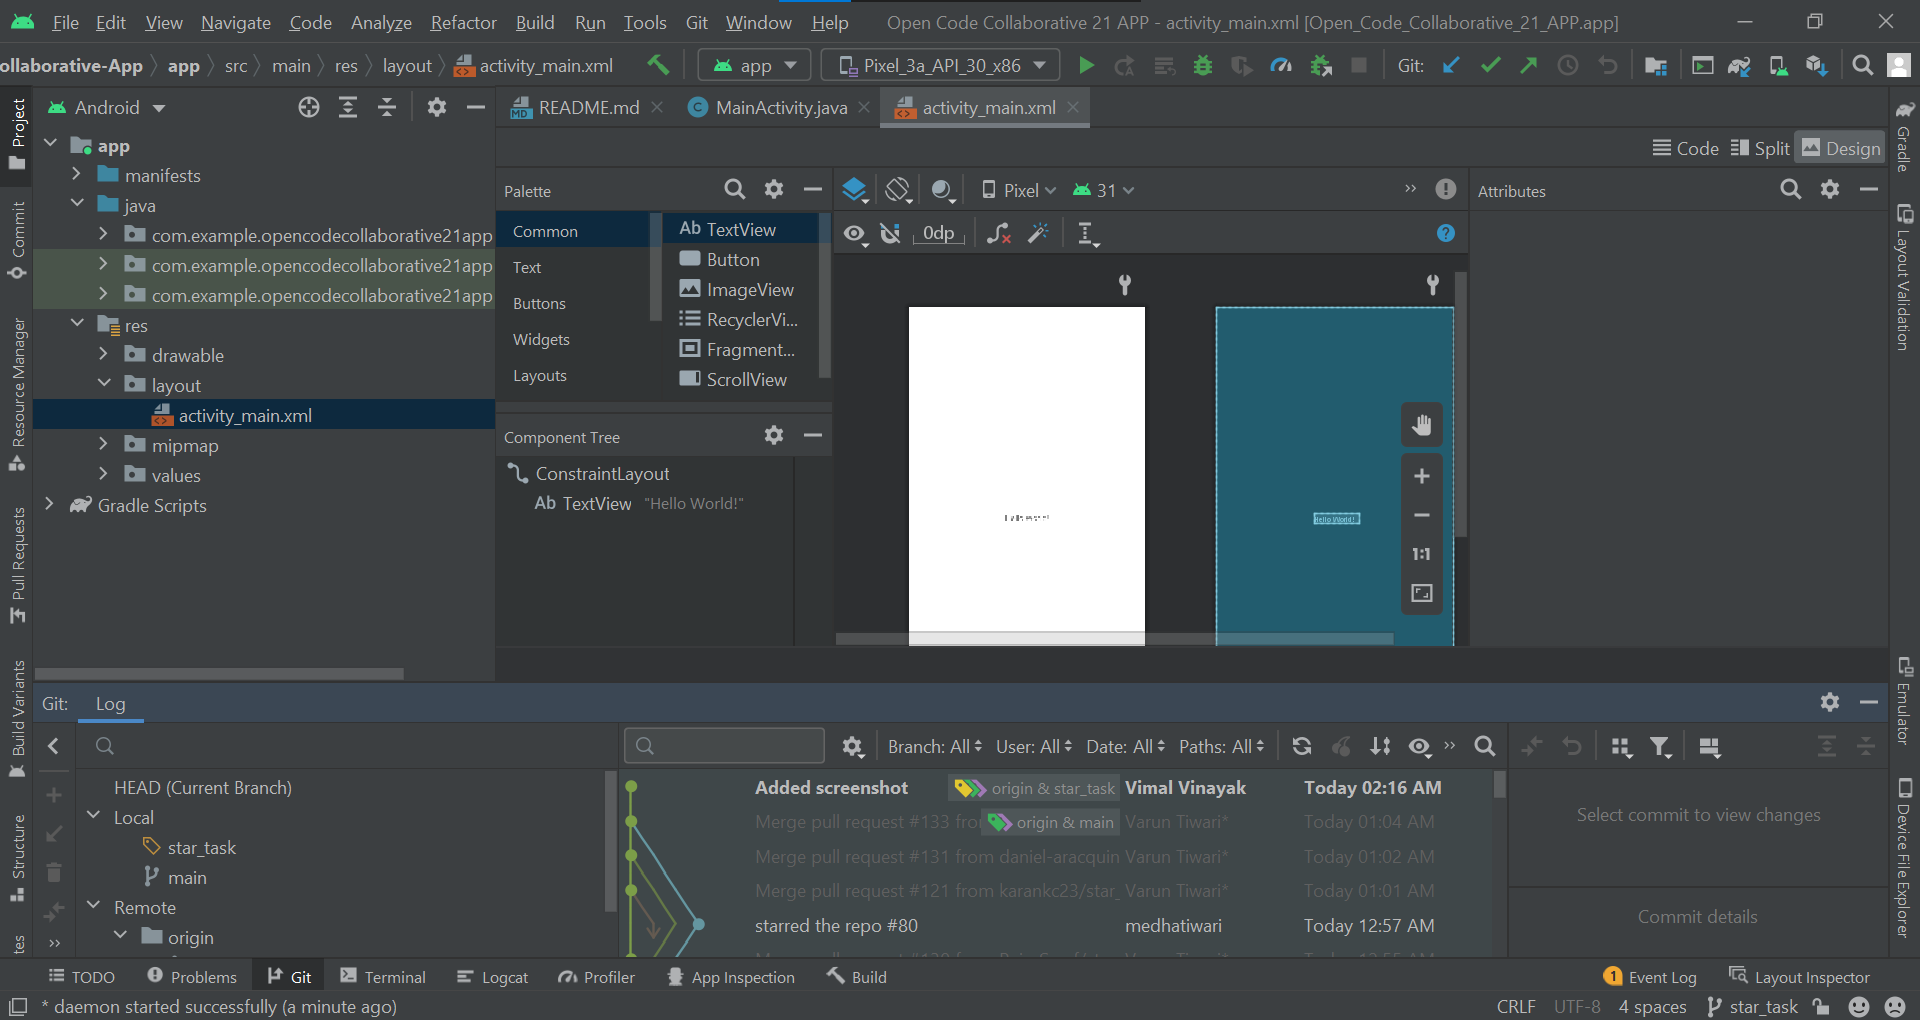 File Edit View Navigate Code Analyze Refactor Build Run Tools Git Window Help Open Code Collaborative 21 APP - activity_main.xml [Open_Code_Collaborative_21_APP.app]
ollaborative-App app src main res layout activity_main.xml app Pixel_3a_API_30_x86 Git:
Project
Commit
Resource Manager
Pull Requests
Build Variants
Structure
tes
Android
app
manifests
java
com.example.opencodecollaborative21app
com.example.opencodecollaborative21app
com.example.opencodecollaborative21app
res
drawable
layout
activity_main.xml
mipmap
values
Gradle Scripts
README.md MainActivity.java activity_main.xml
Code Split Design
Palette
Common
Text
Buttons
Widgets
Layouts
Ab TextView
Button
ImageView
RecyclerVi...
Fragment...
ScrollView
Component Tree
ConstraintLayout
Ab TextView "Hello World!"
Pixel 31
0dp
Hello World!
1:1
Attributes
Gradle
Layout Validation
Emulator
Device File Explorer
Git: Log
HEAD (Current Branch)
Local
star_task
main
Remote
origin
Branch: All User: All Date: All Paths: All
Added screenshot origin & star_task Vimal Vinayak Today 02:16 AM
Merge pull request #133 fro origin & main Varun Tiwari* Today 01:04 AM
Merge pull request #131 from daniel-aracquin Varun Tiwari* Today 01:02 AM
Merge pull request #121 from karankc23/star_ Varun Tiwari* Today 01:01 AM
starred the repo #80 medhatiwari Today 12:57 AM
Select commit to view changes
Commit details
TODO Problems Git Terminal Logcat Profiler App Inspection Build 1 Event Log Layout Inspector
* daemon started successfully (a minute ago) CRLF UTF-8 4 spaces star_task